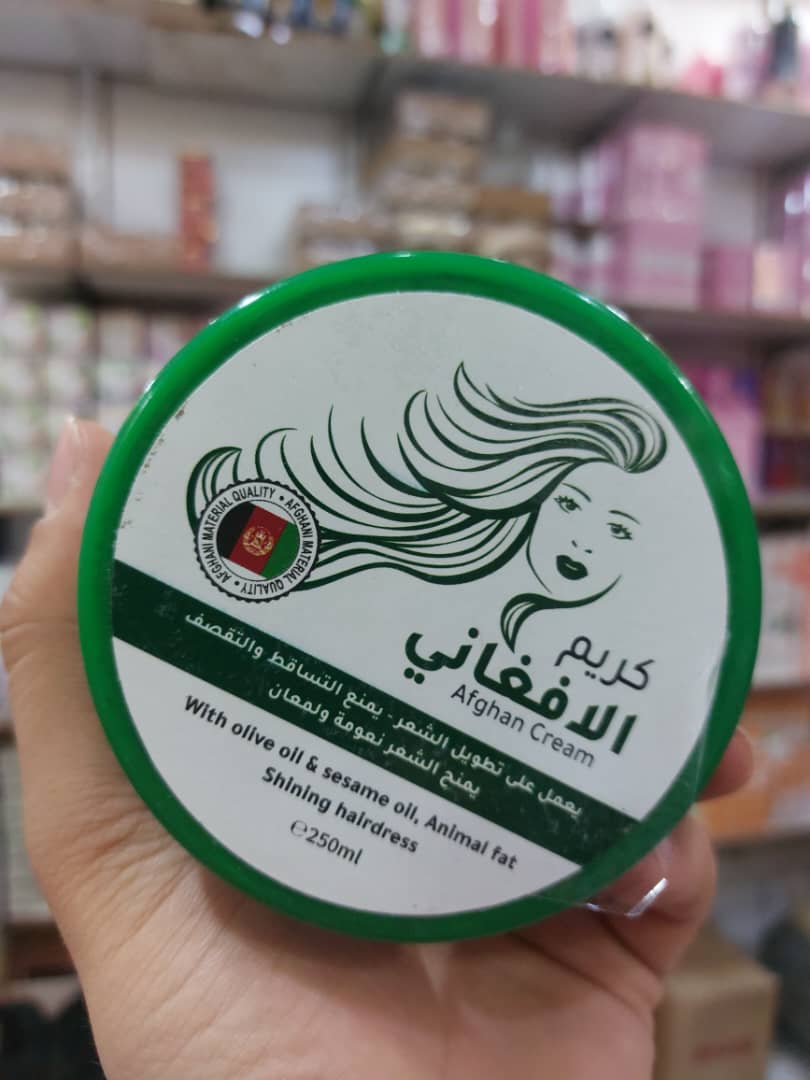 AFGHANI MATERIAL QUALITY • AFGHANI MATERIAL QUALITY •
كريم
الافغاني
Afghan Cream
يعمل على تطويل الشعر - يمنع التساقط والتقصف
يمنح الشعر نعومة ولمعان
With olive oil & sesame oil, Animal fat
Shining hairdress
℮250ml